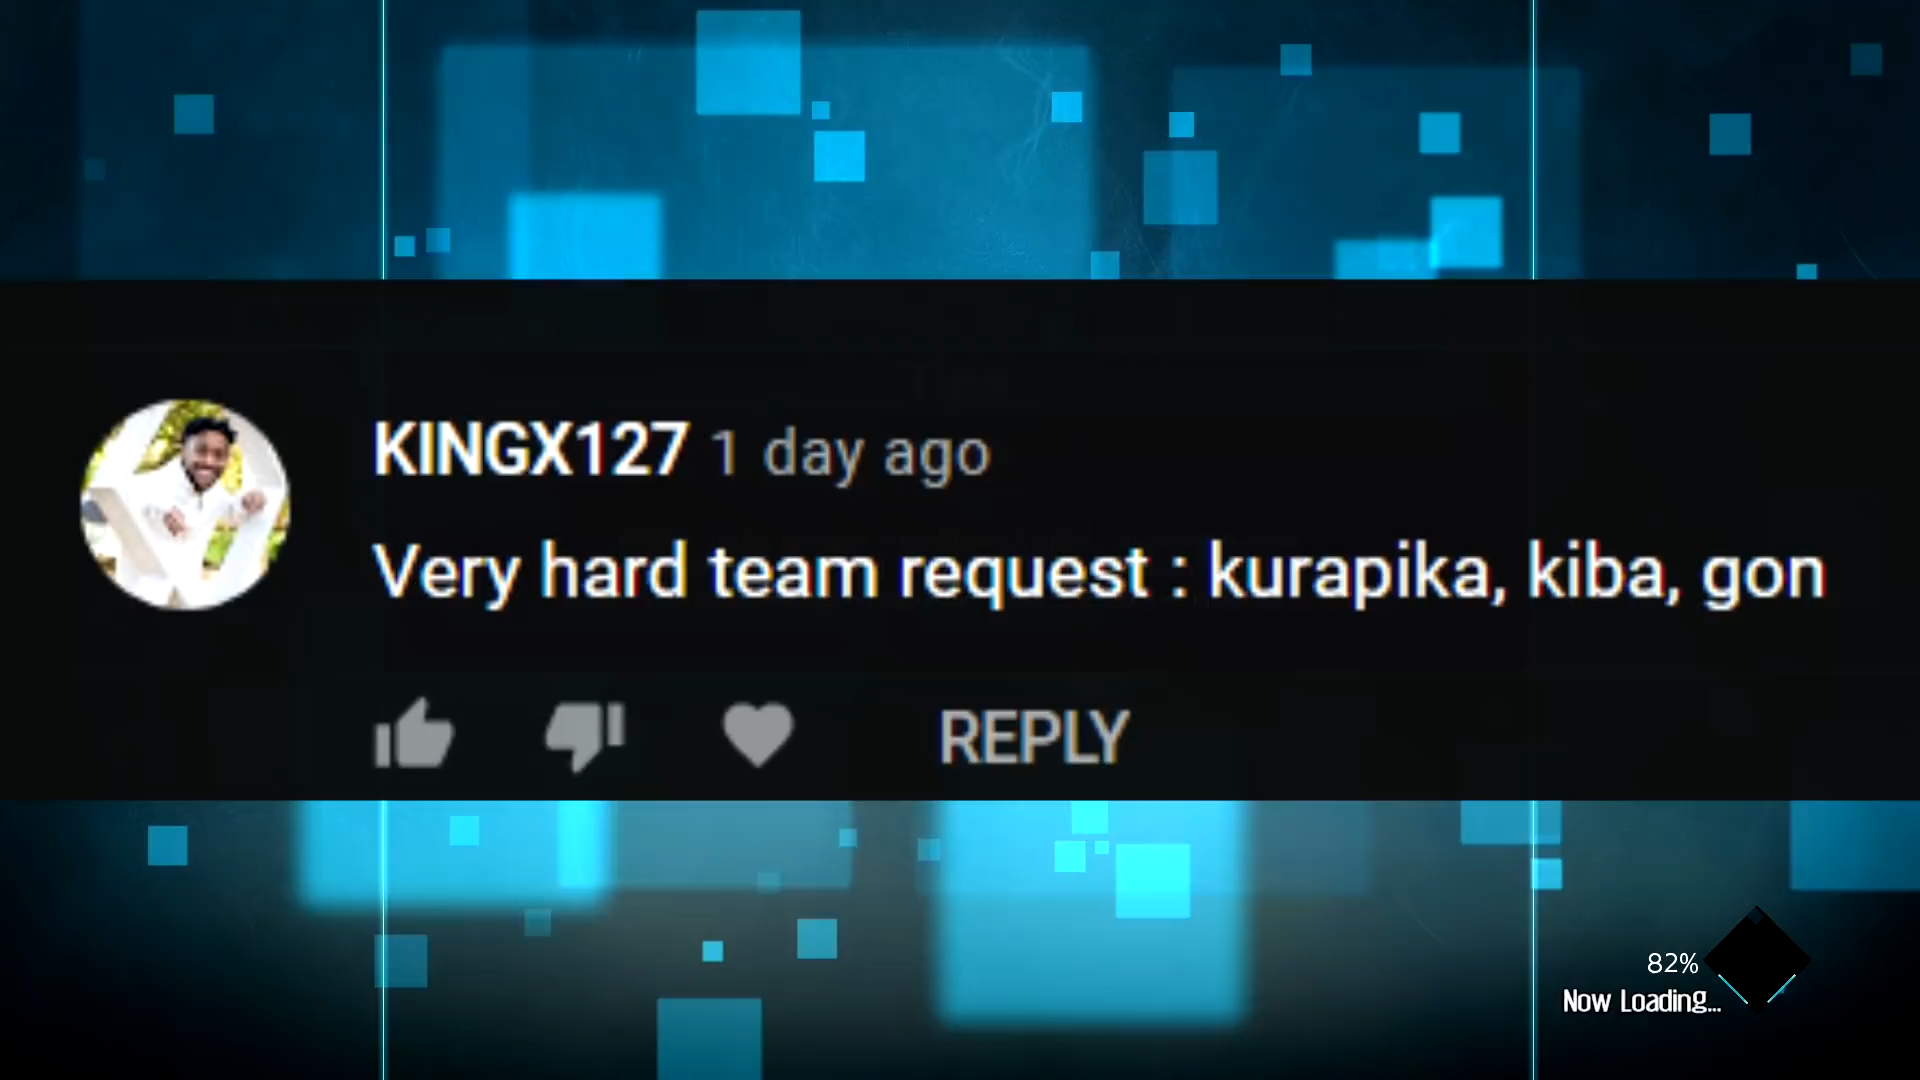 KINGX127 1 day ago
Very hard team request : kurapika, kiba, gon
REPLY
82%
Now Loading...